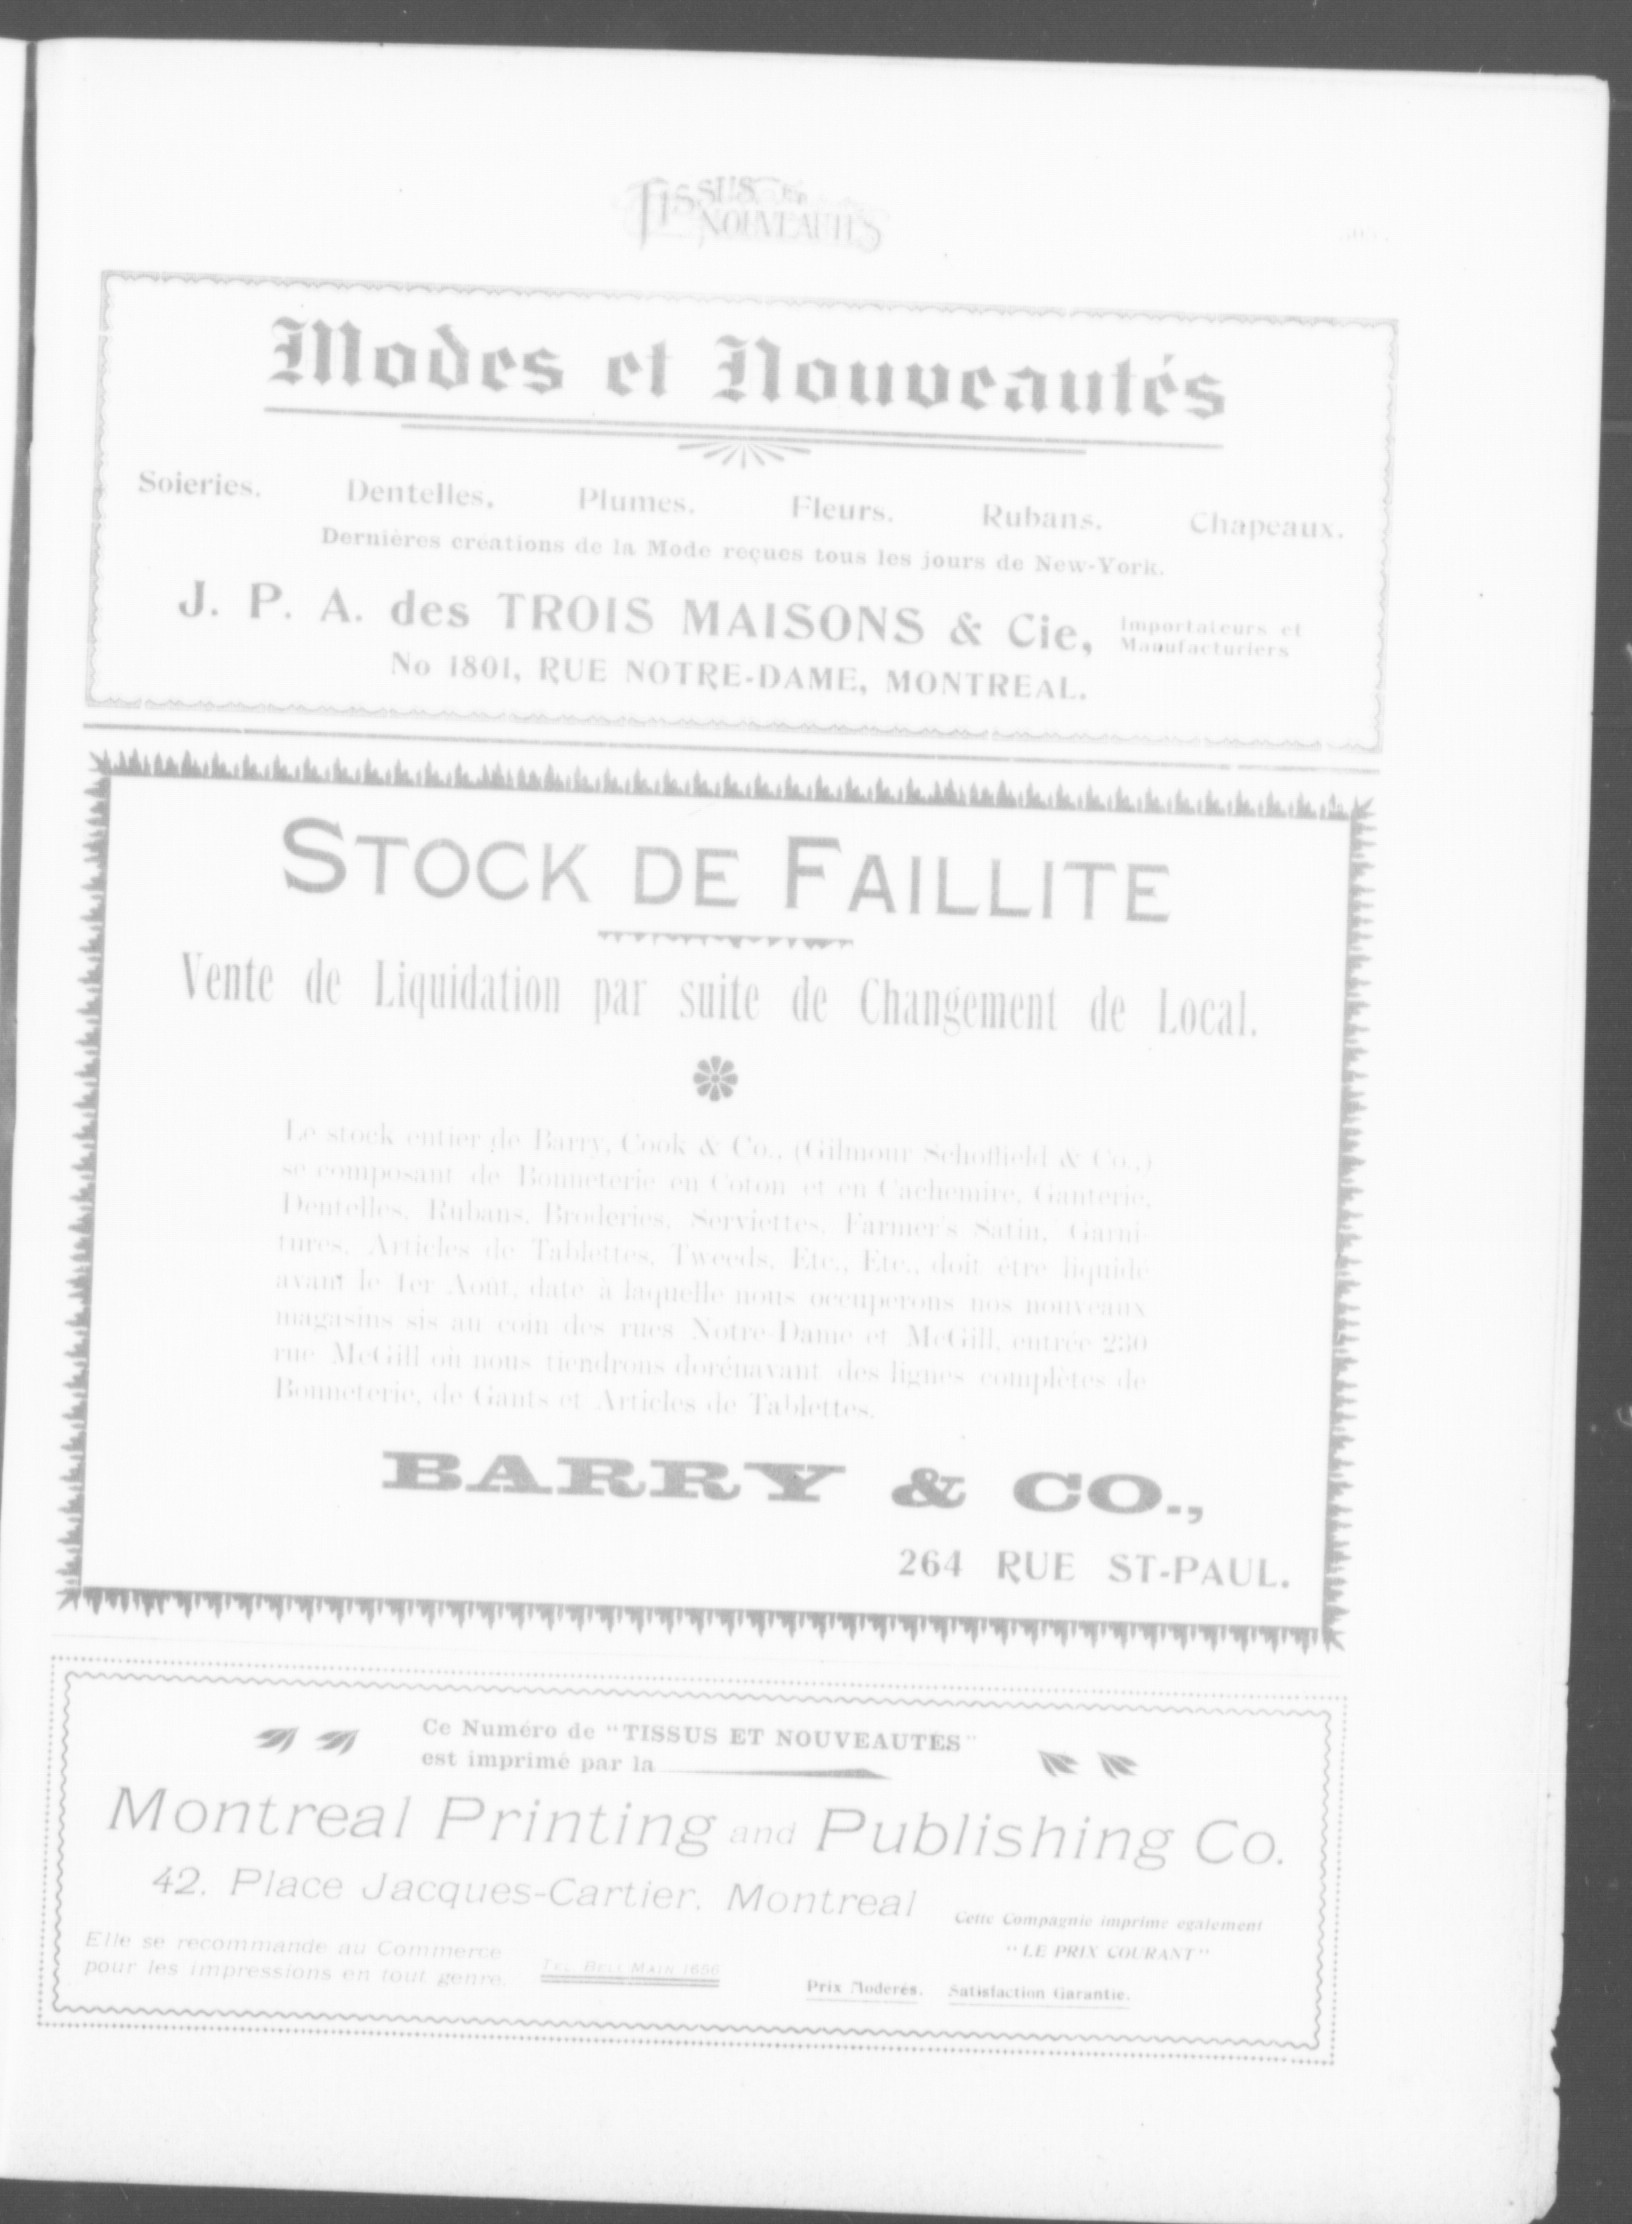 TISSUS ET
NOUVEAUTÉS
Modes et Nouveautés
Soieries. Dentelles. Plumes. Fleurs. Rubans. Chapeaux.
Dernières créations de la Mode reçues tous les jours de New-York.
J. P. A. des TROIS MAISONS & Cie, Importateurs et
Manufacturiers
No 1801, RUE NOTRE-DAME, MONTREAL.
STOCK DE FAILLITE
Vente de Liquidation par suite de Changement de Local.
Le stock entier de Barry, Cook & Co., (Gilmour Schoffield & Co.,)
se composant de Bonneterie en Coton et en Cachemire, Ganterie,
Dentelles, Rubans, Broderies, Serviettes, Farmer's Satin, Garni-
tures, Articles de Tablettes, Tweeds, Etc., Etc., doit être liquidé
avant le 1er Aout, date à laquelle nous occuperons nos nouveaux
magasins sis au coin des rues Notre-Dame et McGill, entrée 230
rue McGill où nous tiendrons dorénavant des lignes complètes de
Bonneterie, de Gants et Articles de Tablettes.
BARRY & CO.,
264 RUE ST-PAUL.
Ce Numéro de "TISSUS ET NOUVEAUTÉS"
est imprimé par la
Montreal Printing and Publishing Co.
42, Place Jacques-Cartier, Montreal
Cette Compagnie imprime egalement
"LE PRIX COURANT"
Elle se recommande au Commerce
pour les impressions en tout genre.
TEL. BELL MAIN 1656
Prix Moderés. Satisfaction Garantie.